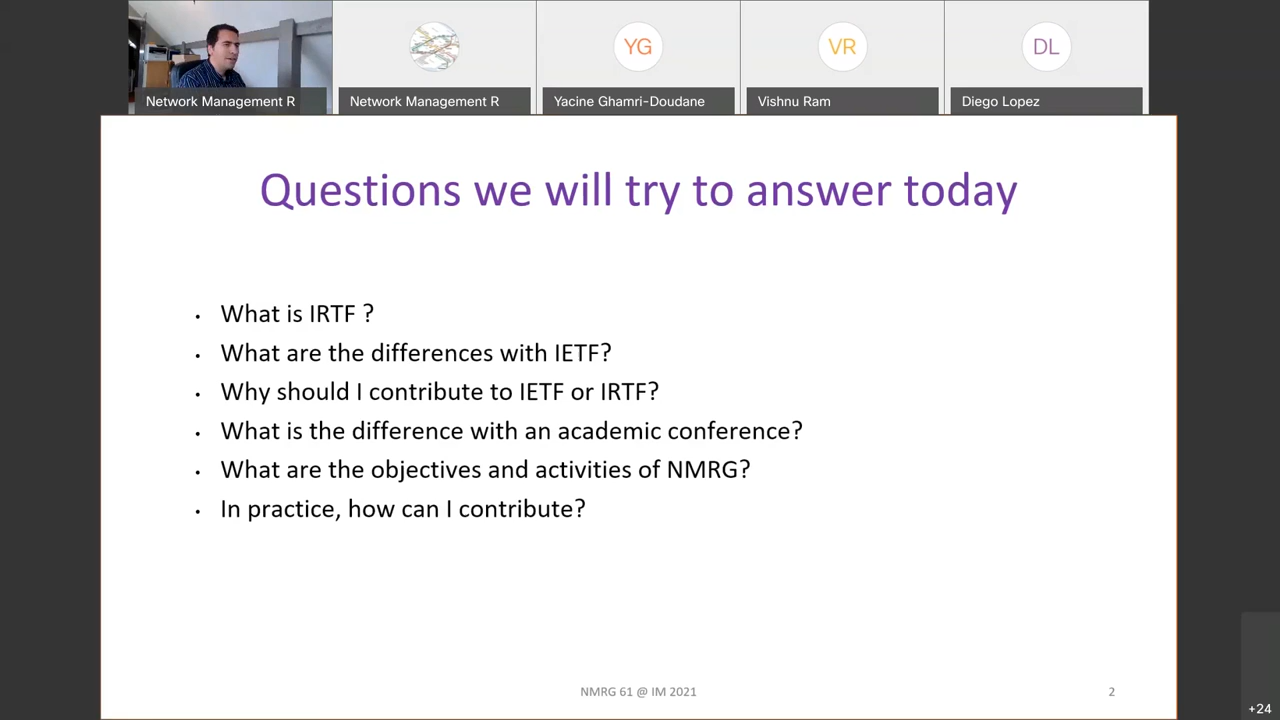 YG
VR
DL
Network Management R
Network Management R
Yacine Ghamri-Doudane
Vishnu Ram
Diego Lopez
Questions we will try to answer today
• What is IRTF ?
• What are the differences with IETF?
• Why should I contribute to IETF or IRTF?
• What is the difference with an academic conference?
• What are the objectives and activities of NMRG?
• In practice, how can I contribute?
NMRG 61 @ IM 2021
2
+24